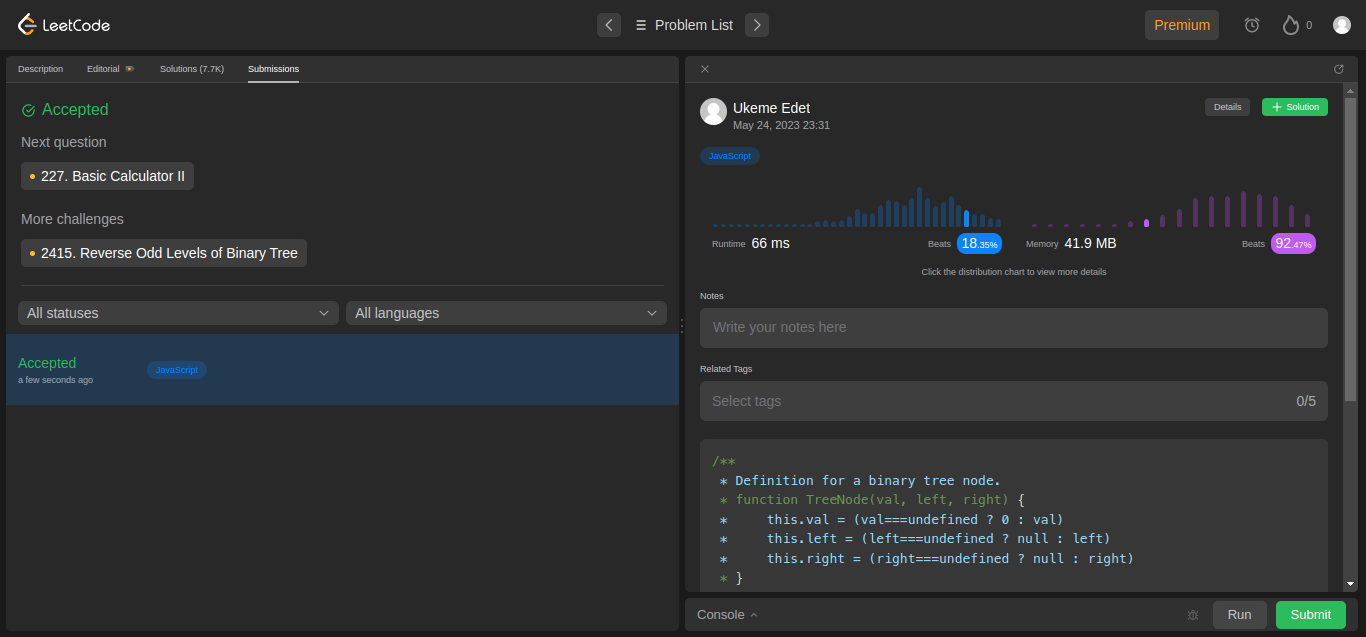 LeetCode
Problem List
Premium
0
Description
Editorial
Solutions (7.7K)
Submissions
Accepted
Next question
227. Basic Calculator II
More challenges
2415. Reverse Odd Levels of Binary Tree
All statuses
All languages
Accepted
a few seconds ago
JavaScript
Ukeme Edet
May 24, 2023 23:31
Details
Solution
JavaScript
Runtime 66 ms
Beats 18.35%
Memory 41.9 MB
Beats 92.47%
Click the distribution chart to view more details
Notes
Write your notes here
Related Tags
Select tags
0/5
/**
 * Definition for a binary tree node.
 * function TreeNode(val, left, right) {
 *     this.val = (val===undefined ? 0 : val)
 *     this.left = (left===undefined ? null : left)
 *     this.right = (right===undefined ? null : right)
 * }
Console
Run
Submit